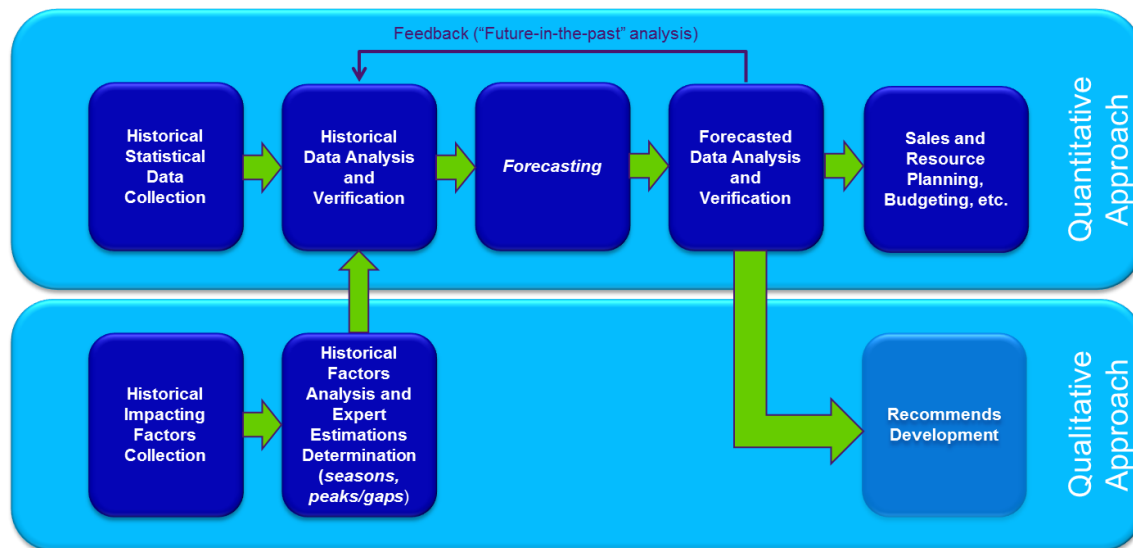 Feedback (“Future-in-the-past” analysis)
Historical
Statistical
Data
Collection
Historical
Data Analysis
and
Verification
Forecasting
Forecasted
Data Analysis
and
Verification
Sales and
Resource
Planning,
Budgeting, etc.
Quantitative
Approach
Historical
Impacting
Factors
Collection
Historical
Factors
Analysis and
Expert
Estimations
Determination
(seasons,
peaks/gaps)
Recommends
Development
Qualitative
Approach